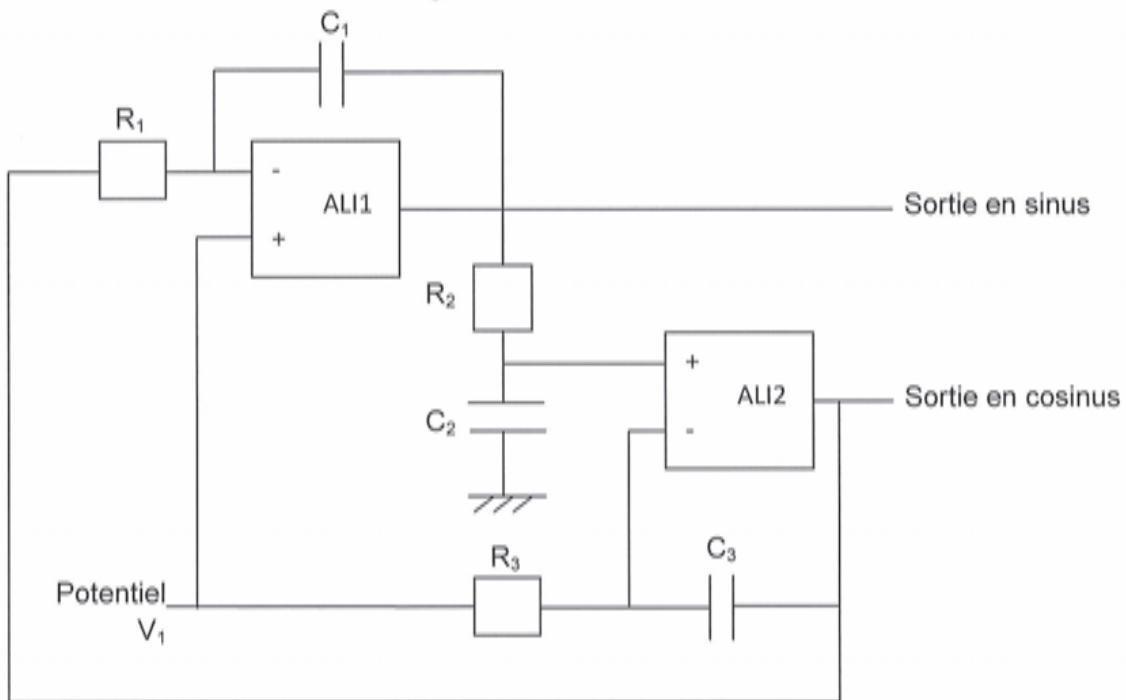 C₁
R₁
-
ALI1
+
Sortie en sinus
R₂
+
ALI2
-
Sortie en cosinus
C₂
R₃
C₃
Potentiel
V₁